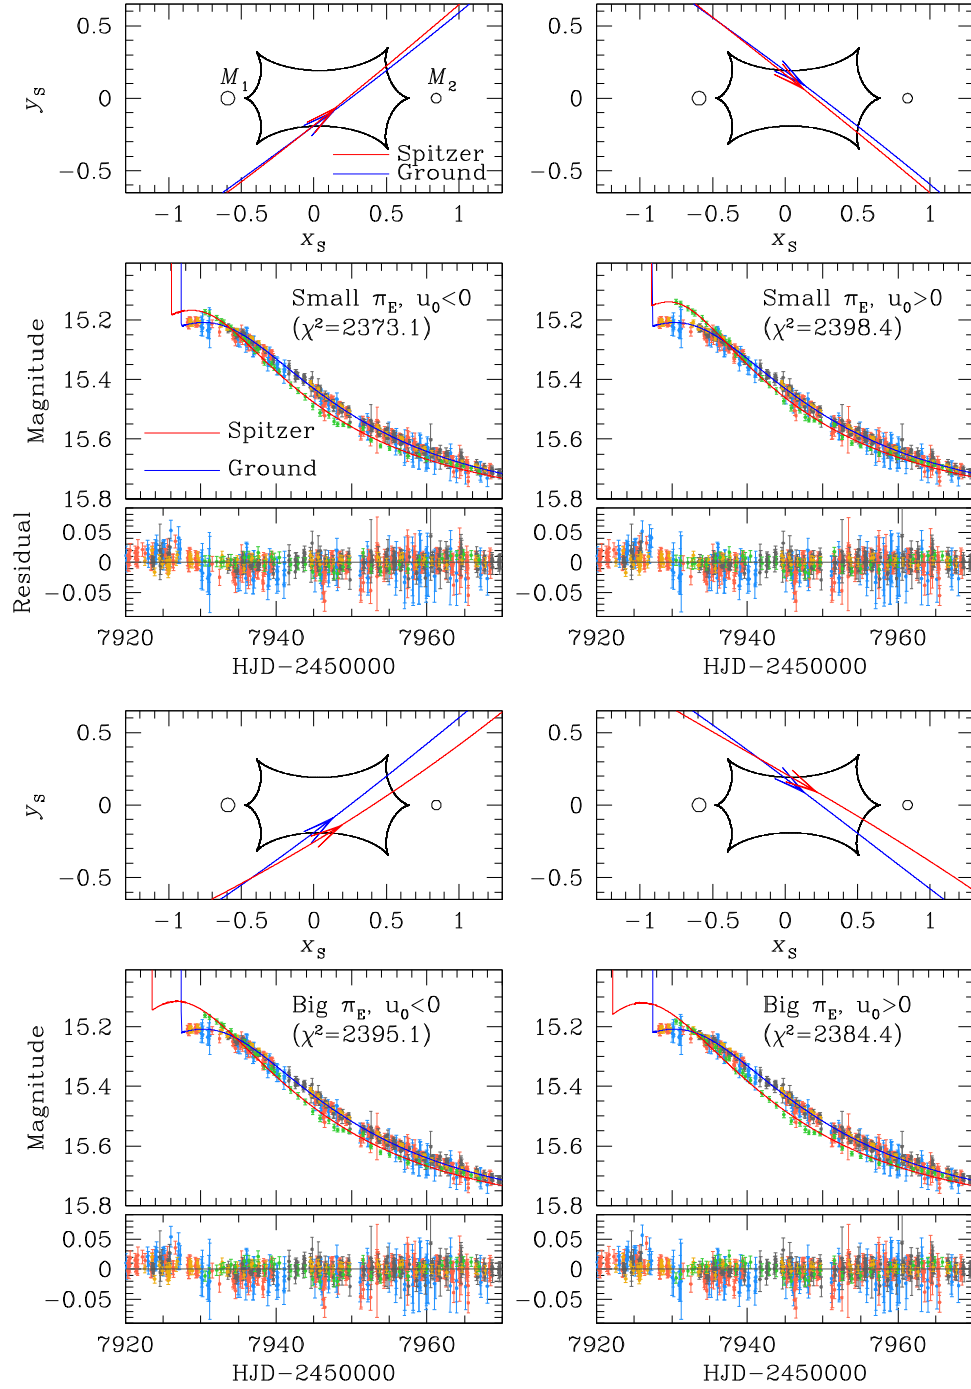 0.5
0
−0.5
y_S
M_1
M_2
Spitzer
Ground
−1 −0.5 0 0.5 1
x_S
−1 −0.5 0 0.5 1
x_S
15.2
15.4
15.6
15.8
Magnitude
Small π_E, u_0<0
(χ²=2373.1)
Spitzer
Ground
15.2
15.4
15.6
15.8
Small π_E, u_0>0
(χ²=2398.4)
0.05
0
−0.05
Residual
0.05
0
−0.05
7920 7940 7960
HJD−2450000
7920 7940 7960
HJD−2450000
0.5
0
−0.5
y_S
−1 −0.5 0 0.5 1
x_S
0.5
0
−0.5
−1 −0.5 0 0.5 1
x_S
15.2
15.4
15.6
15.8
Magnitude
Big π_E, u_0<0
(χ²=2395.1)
15.2
15.4
15.6
15.8
Big π_E, u_0>0
(χ²=2384.4)
0.05
0
−0.05
0.05
0
−0.05
7920 7940 7960
HJD−2450000
7920 7940 7960
HJD−2450000
0.5
0
−0.5